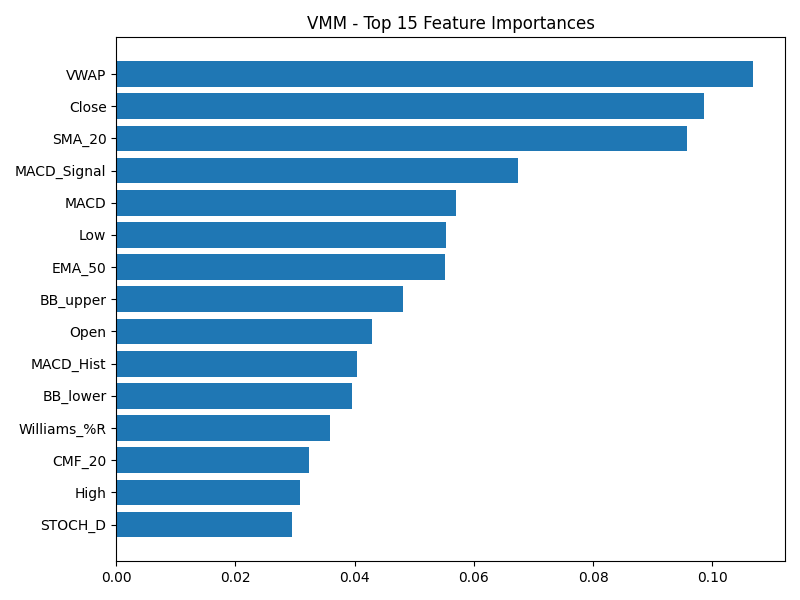 VMM - Top 15 Feature Importances
VWAP
Close
SMA_20
MACD_Signal
MACD
Low
EMA_50
BB_upper
Open
MACD_Hist
BB_lower
Williams_%R
CMF_20
High
STOCH_D
0.00 0.02 0.04 0.06 0.08 0.10